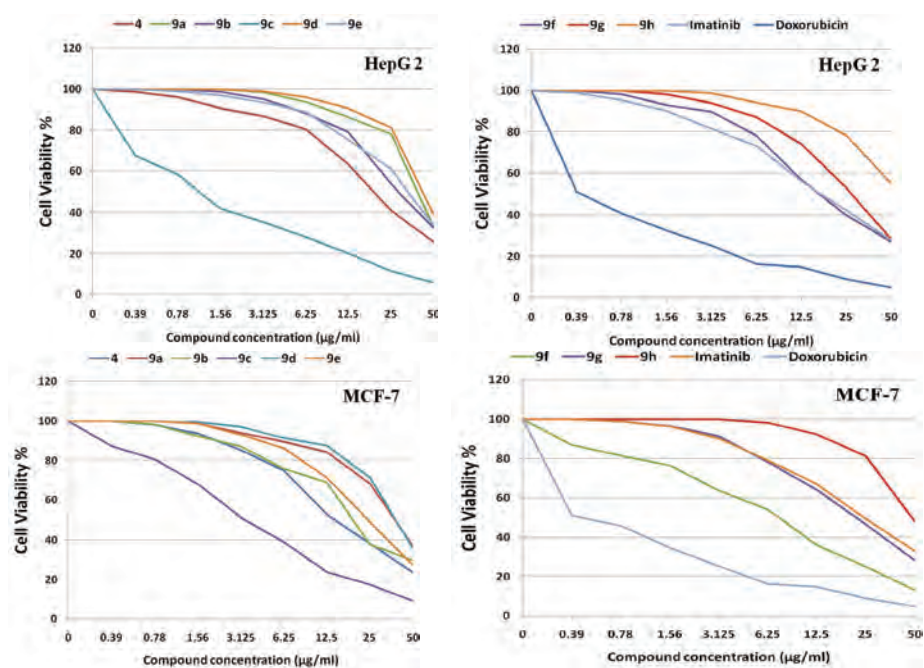 4 9a 9b 9c 9d 9e
HepG 2
120
100
80
60
40
20
0
Cell Viability %
0 0.39 0.78 1.56 3.125 6.25 12.5 25 50
Compound concentration (µg/ml)
9f 9g 9h Imatinib Doxorubicin
HepG 2
120
100
80
60
40
20
0
Cell Viability %
0 0.39 0.78 1.56 3.125 6.25 12.5 25 50
Compound concentration (µg/ml)
4 9a 9b 9c 9d 9e
MCF-7
120
100
80
60
40
20
0
Cell Viability %
0 0.39 0.78 1.56 3.125 6.25 12.5 25 50
Compound concentration (µg/ml)
9f 9g 9h Imatinib Doxorubicin
MCF-7
120
100
80
60
40
20
0
Cell Viability %
0 0.39 0.78 1.56 3.125 6.25 12.5 25 50
Compound concentration (µg/ml)